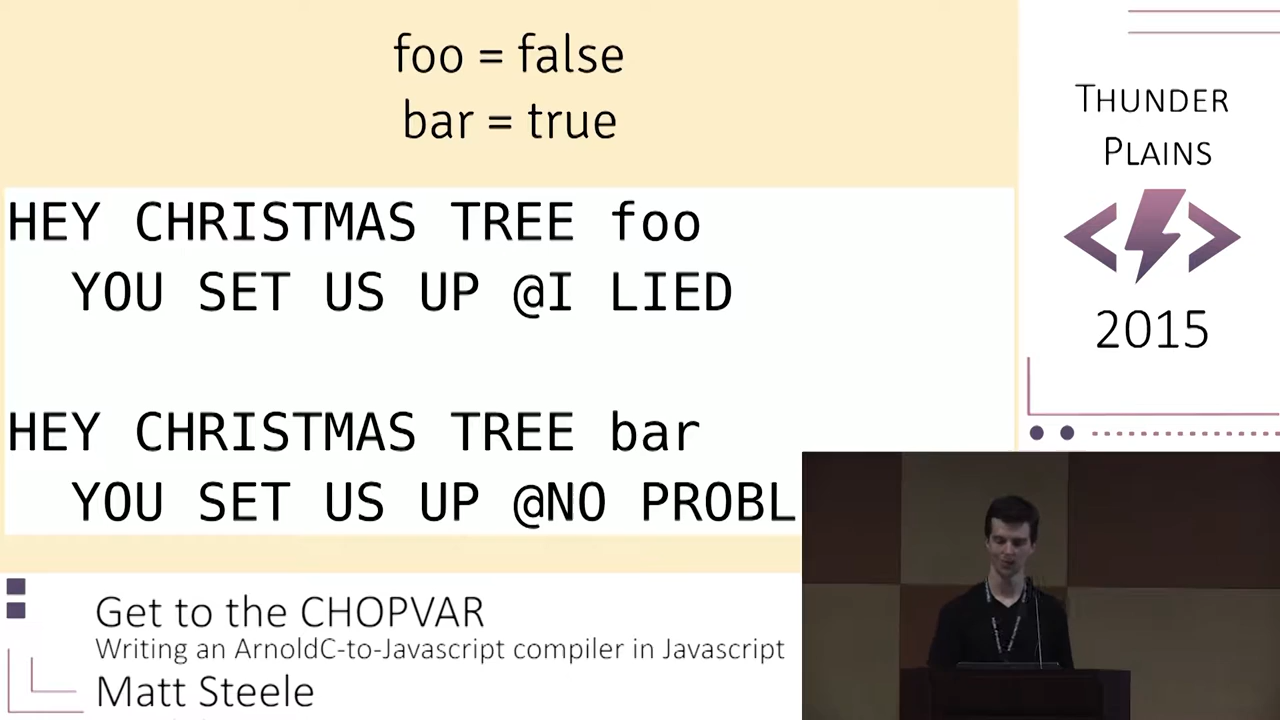 foo = false
bar = true
HEY CHRISTMAS TREE foo
YOU SET US UP @I LIED
HEY CHRISTMAS TREE bar
YOU SET US UP @NO PROBL
THUNDER
PLAINS
2015
Get to the CHOPVAR
Writing an ArnoldC-to-Javascript compiler in Javascript
Matt Steele